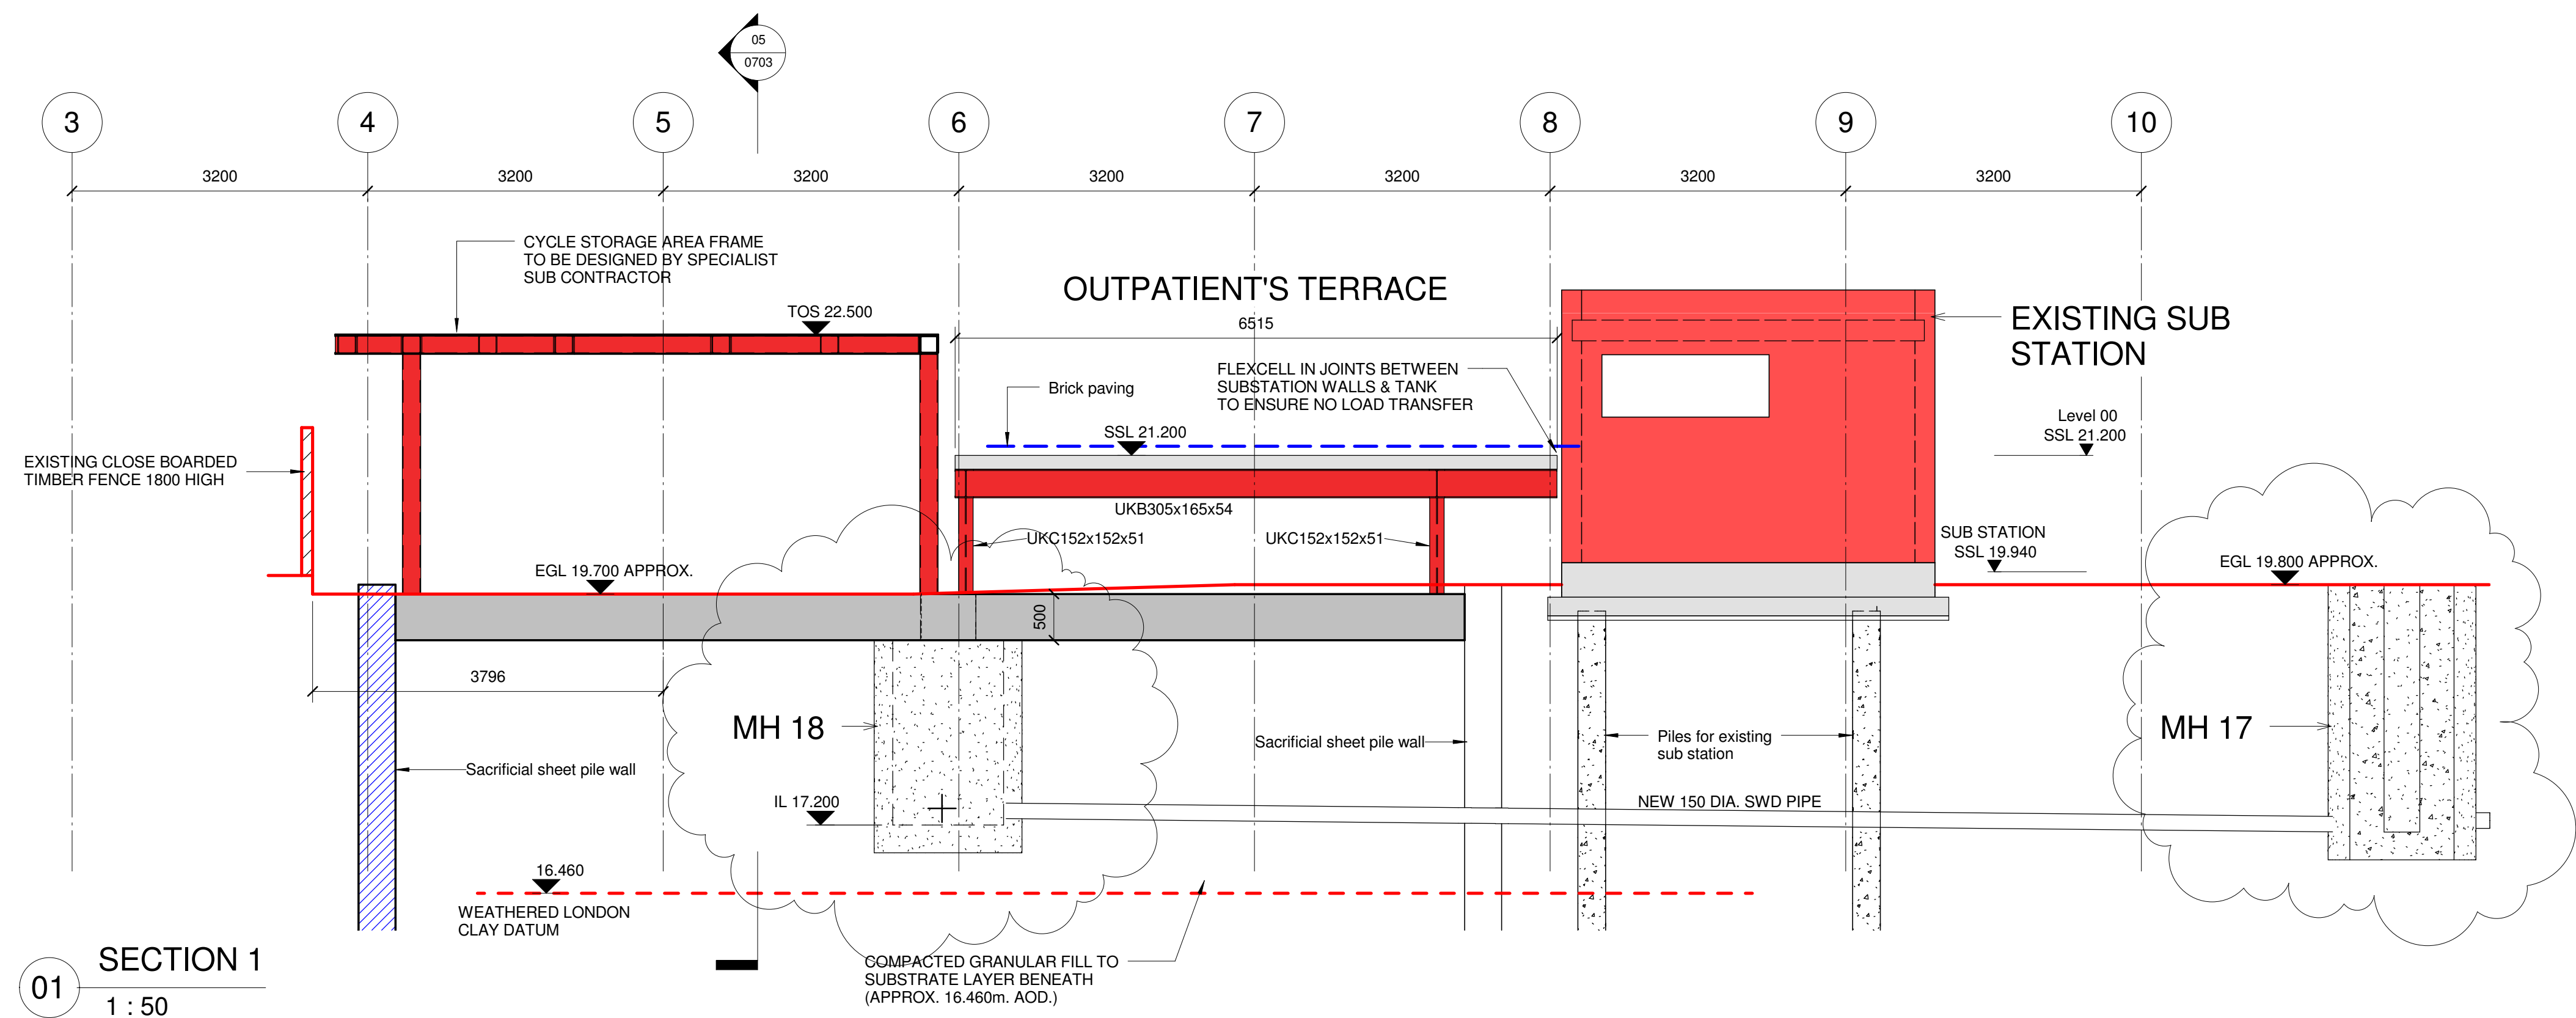 05
0703
3
4
5
6
7
8
9
10
3200
3200
3200
3200
3200
3200
3200
CYCLE STORAGE AREA FRAME
TO BE DESIGNED BY SPECIALIST
SUB CONTRACTOR
OUTPATIENT'S TERRACE
TOS 22.500
6515
EXISTING SUB
STATION
FLEXCELL IN JOINTS BETWEEN
SUBSTATION WALLS & TANK
TO ENSURE NO LOAD TRANSFER
Brick paving
SSL 21.200
Level 00
SSL 21.200
EXISTING CLOSE BOARDED
TIMBER FENCE 1800 HIGH
UKB305x165x54
UKC152x152x51
UKC152x152x51
SUB STATION
SSL 19.940
EGL 19.700 APPROX.
EGL 19.800 APPROX.
500
3796
MH 18
MH 17
Sacrificial sheet pile wall
Piles for existing
sub station
Sacrificial sheet pile wall
IL 17.200
NEW 150 DIA. SWD PIPE
16.460
WEATHERED LONDON
CLAY DATUM
COMPACTED GRANULAR FILL TO
SUBSTRATE LAYER BENEATH
(APPROX. 16.460m. AOD.)
01
SECTION 1
1 : 50